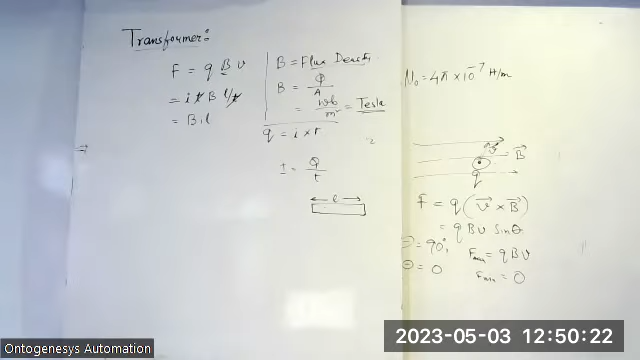 Transformer:
F = q B v
= i t B l/t
= B i l
B = Flux Density
B = Φ/A
= wb/m² = Tesla
q = i × t
I = Q/t
l
μ₀ = 4π × 10⁻⁷ H/m
B
q
F = q (v × B)
= q B v Sinθ
= 90°, Fmax = q B v
θ = 0 Fmin = 0
2023-05-03 12:50:22
Ontogenesys Automation